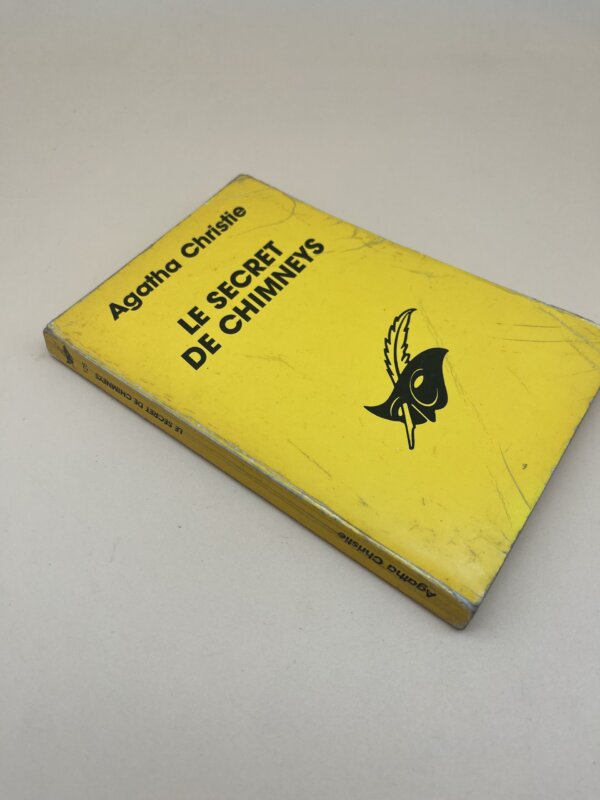 Agatha Christie
LE SECRET
DE CHIMNEYS
LE SECRET DE CHIMNEYS
Agatha Christie